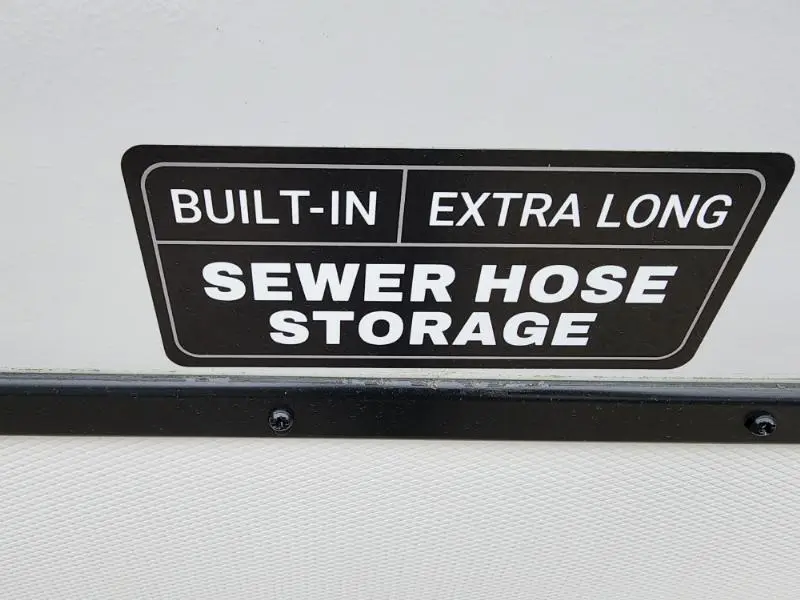 BUILT-IN EXTRA LONG
SEWER HOSE
STORAGE